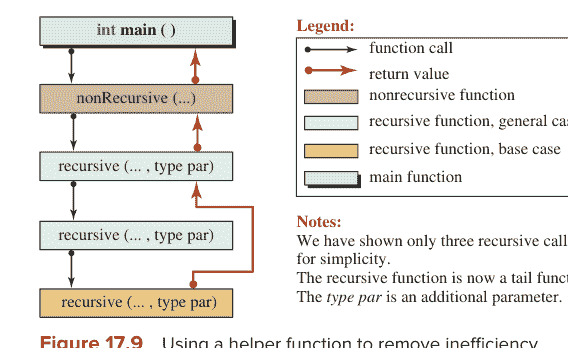 int main ( )
nonRecursive (...)
recursive (... , type par)
recursive (... , type par)
recursive (... , type par)
Legend:
function call
return value
nonrecursive function
recursive function, general
recursive function, base case
main function
Notes:
We have shown only three recursive
for simplicity.
The recursive function is now a tail
The type par is an additional parameter.
Figure 17.9 Using a helper function to remove inefficiency